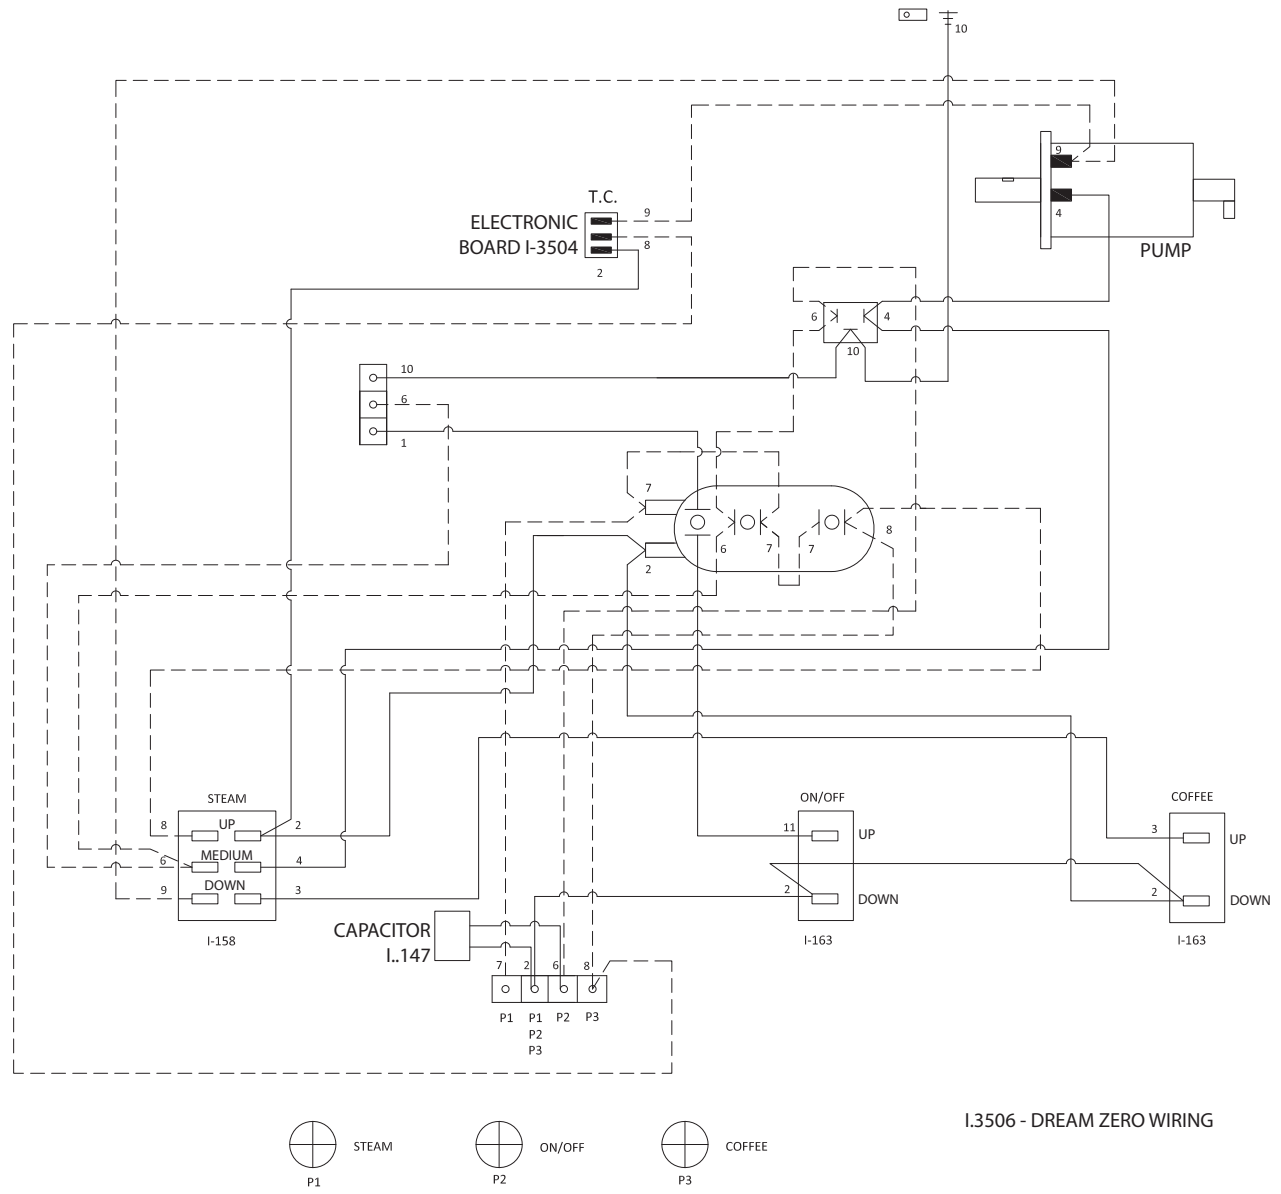 10
9
4
PUMP
T.C.
ELECTRONIC
BOARD I-3504
9
8
2
6
4
10
10
6
1
7
2
6
7
7
8
STEAM
UP
MEDIUM
DOWN
8
6
9
2
4
3
I-158
ON/OFF
11
UP
2
DOWN
I-163
COFFEE
3
UP
2
DOWN
I-163
CAPACITOR
I..147
7
2
6
8
P1
P1
P2
P3
P2
P3
I.3506 - DREAM ZERO WIRING
STEAM
P1
ON/OFF
P2
COFFEE
P3